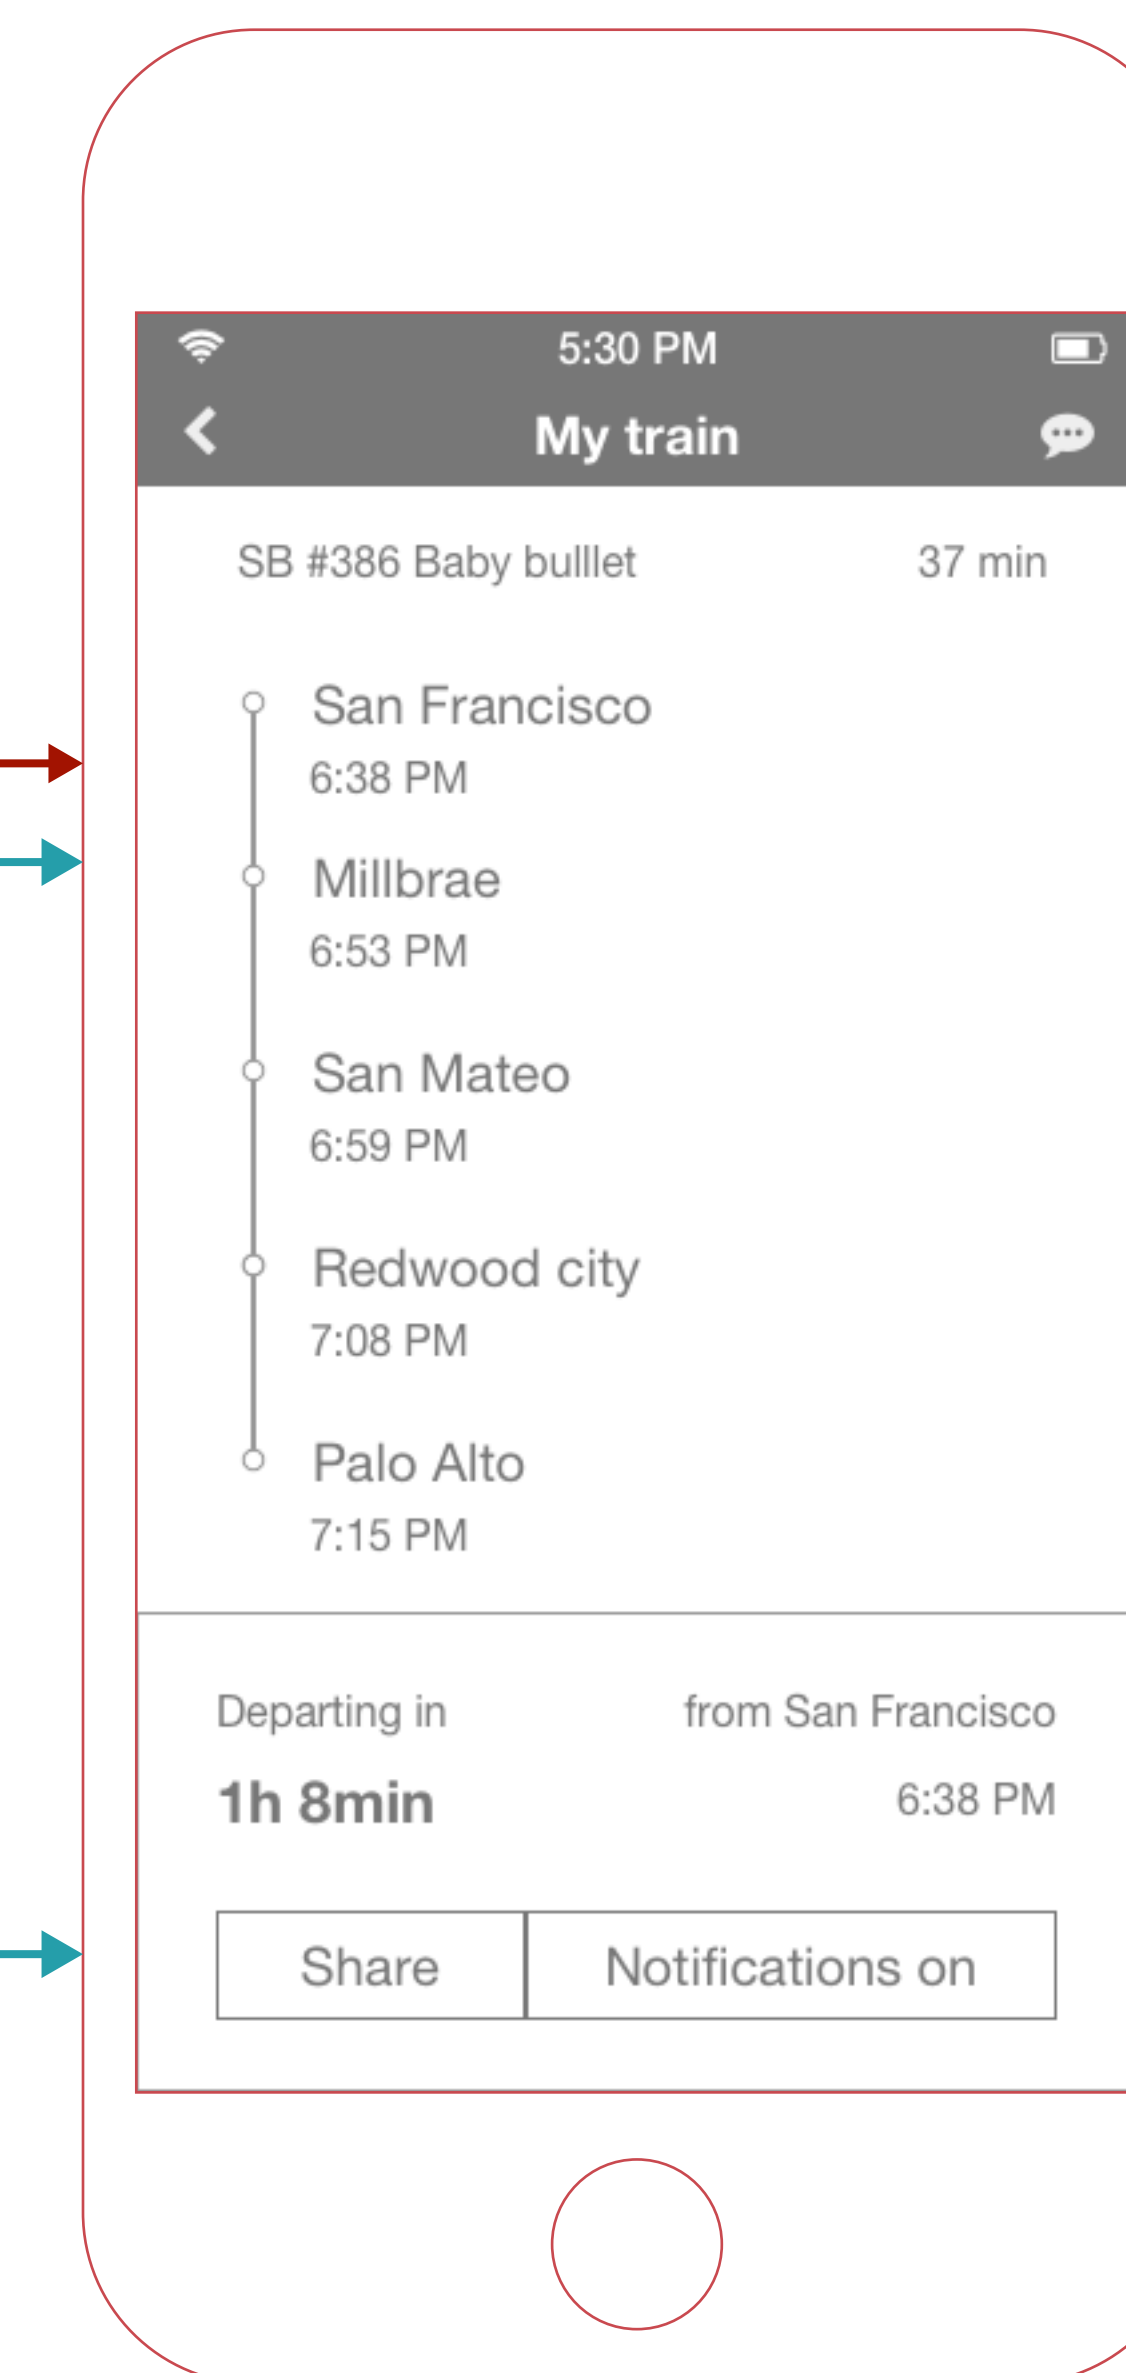 5:30 PM
My train
SB #386 Baby bulllet 37 min
San Francisco
6:38 PM
Millbrae
6:53 PM
San Mateo
6:59 PM
Redwood city
7:08 PM
Palo Alto
7:15 PM
Departing in from San Francisco
1h 8min 6:38 PM
Share Notifications on